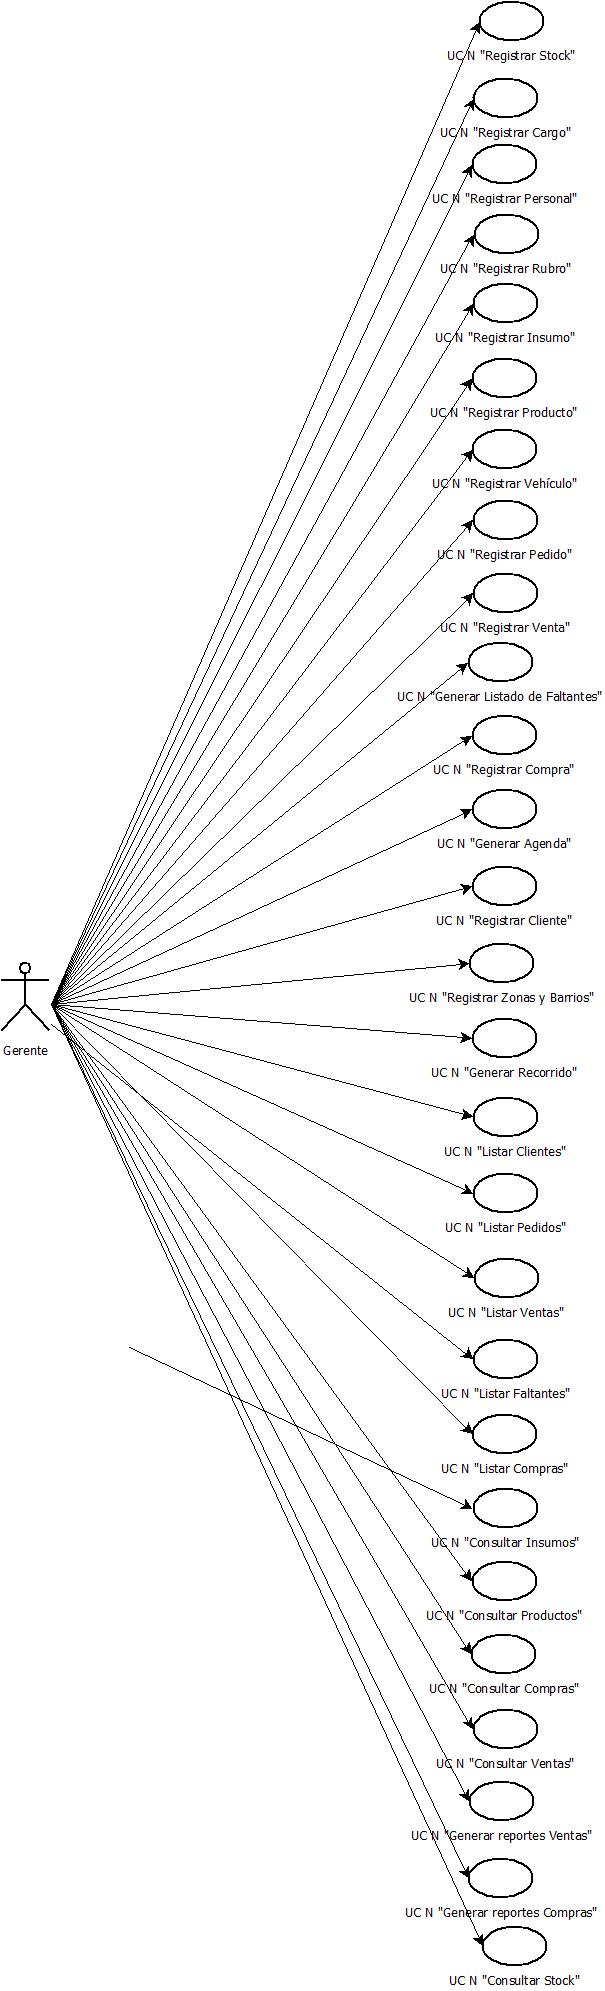 UC N "Registrar Stock"
UC N "Registrar Cargo"
UC N "Registrar Personal"
UC N "Registrar Rubro"
UC N "Registrar Insumo"
UC N "Registrar Producto"
UC N "Registrar Vehículo"
UC N "Registrar Pedido"
UC N "Registrar Venta"
UC N "Generar Listado de Faltantes"
UC N "Registrar Compra"
UC N "Generar Agenda"
UC N "Registrar Cliente"
UC N "Registrar Zonas y Barrios"
Gerente
UC N "Generar Recorrido"
UC N "Listar Clientes"
UC N "Listar Pedidos"
UC N "Listar Ventas"
UC N "Listar Faltantes"
UC N "Listar Compras"
UC N "Consultar Insumos"
UC N "Consultar Productos"
UC N "Consultar Compras"
UC N "Consultar Ventas"
UC N "Generar reportes Ventas"
UC N "Generar reportes Compras"
UC N "Consultar Stock"